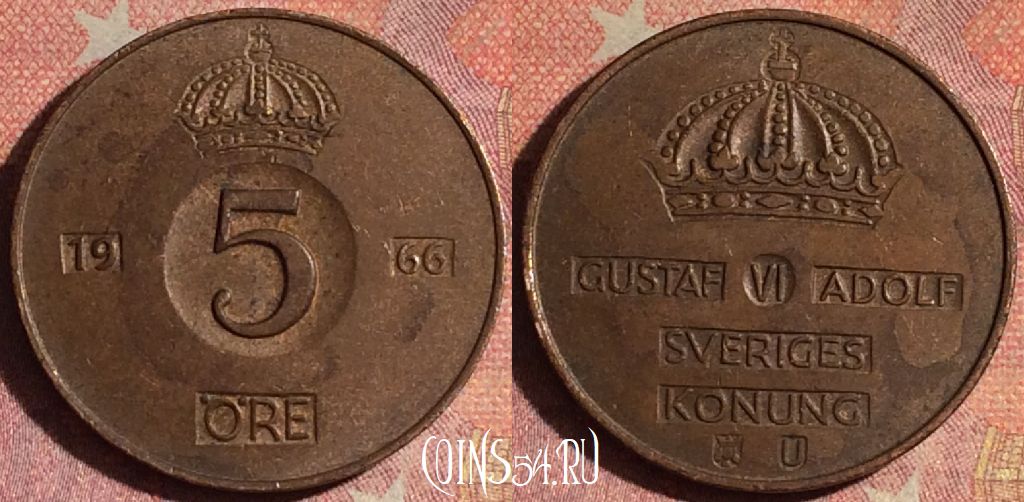 19 5 66
ÖRE
GUSTAF VI ADOLF
SVERIGES
KONUNG
U
COINS54.RU